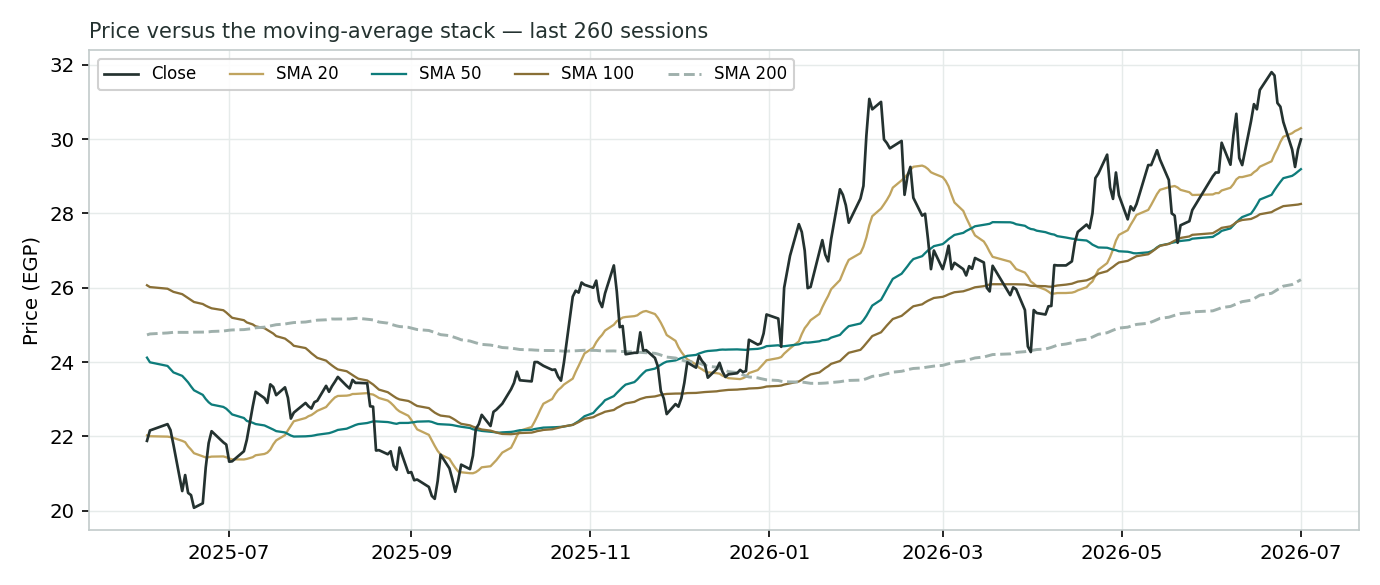 Price versus the moving-average stack — last 260 sessions
Close SMA 20 SMA 50 SMA 100 SMA 200
Price (EGP)
32
30
28
26
24
22
20
2025-07 2025-09 2025-11 2026-01 2026-03 2026-05 2026-07